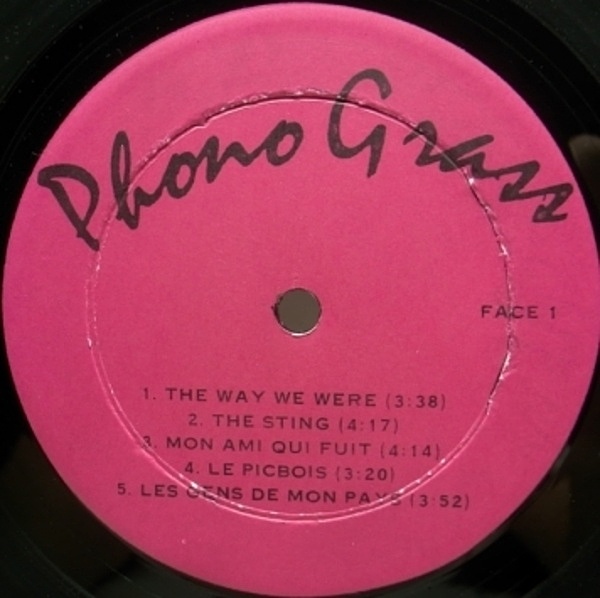 Phono Grass
FACE 1
1. THE WAY WE WERE (3:38)
2. THE STING (4:17)
3. MON AMI QUI FUIT (4:14)
4. LE PICBOIS (3:20)
5. LES GENS DE MON PAYS (3:52)